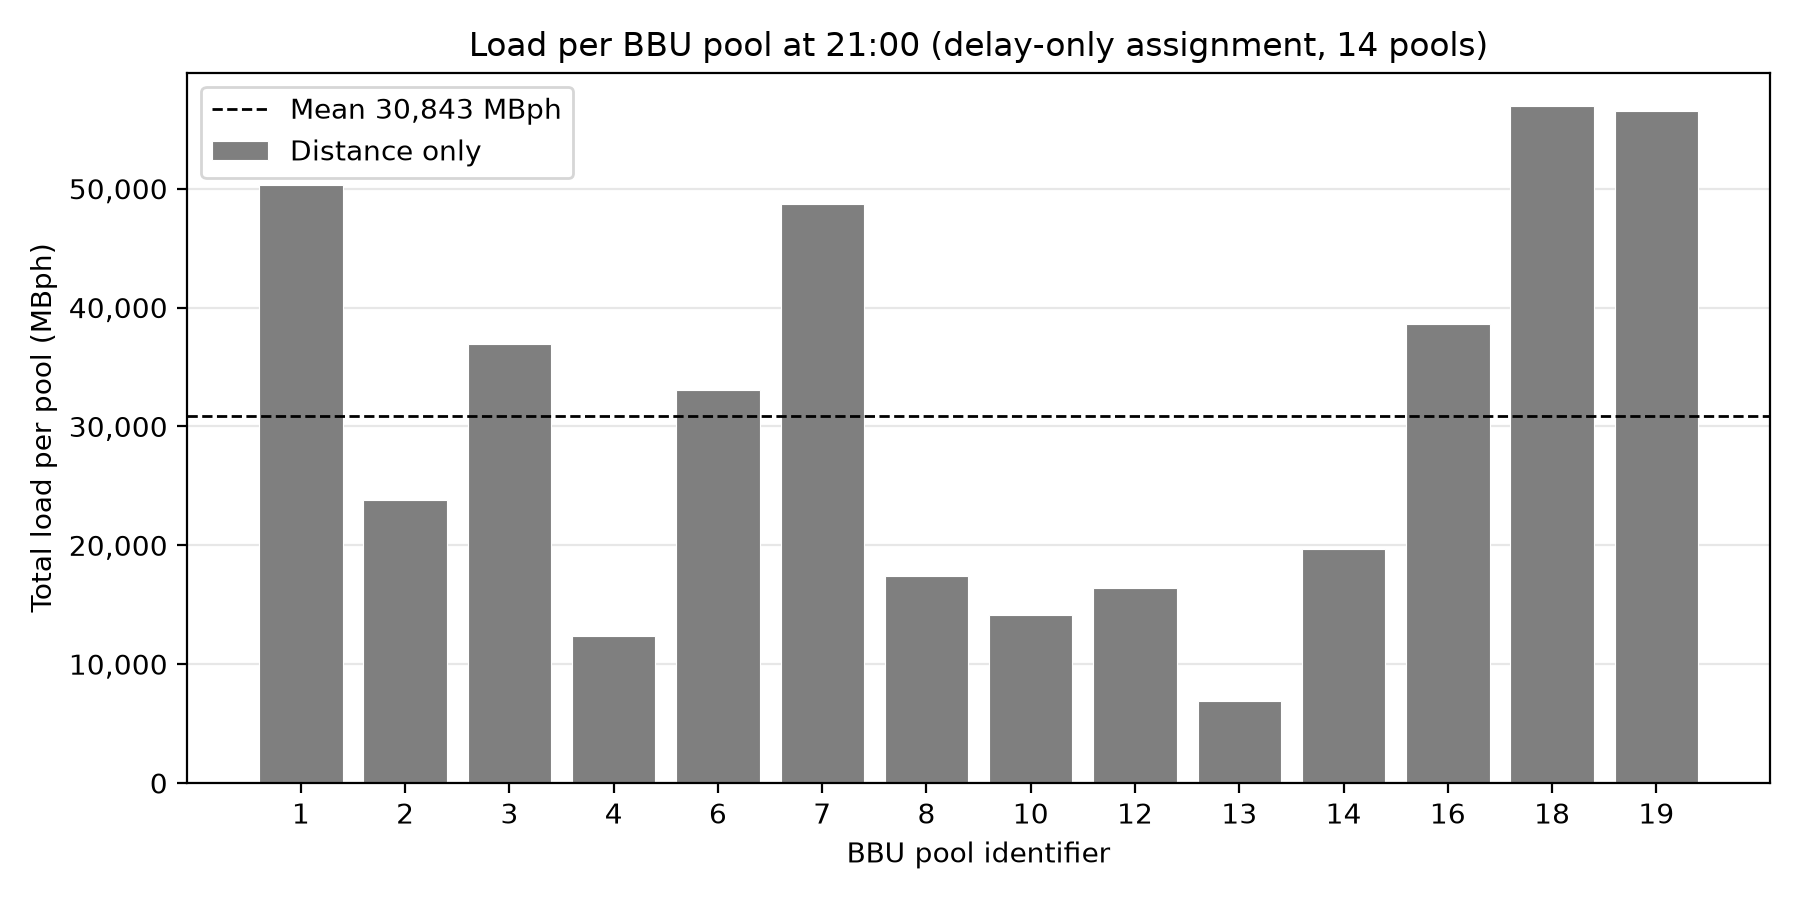 Load per BBU pool at 21:00 (delay-only assignment, 14 pools)
Mean 30,843 MBph
Distance only
Total load per pool (MBph)
50,000
40,000
30,000
20,000
10,000
0
1 2 3 4 6 7 8 10 12 13 14 16 18 19
BBU pool identifier